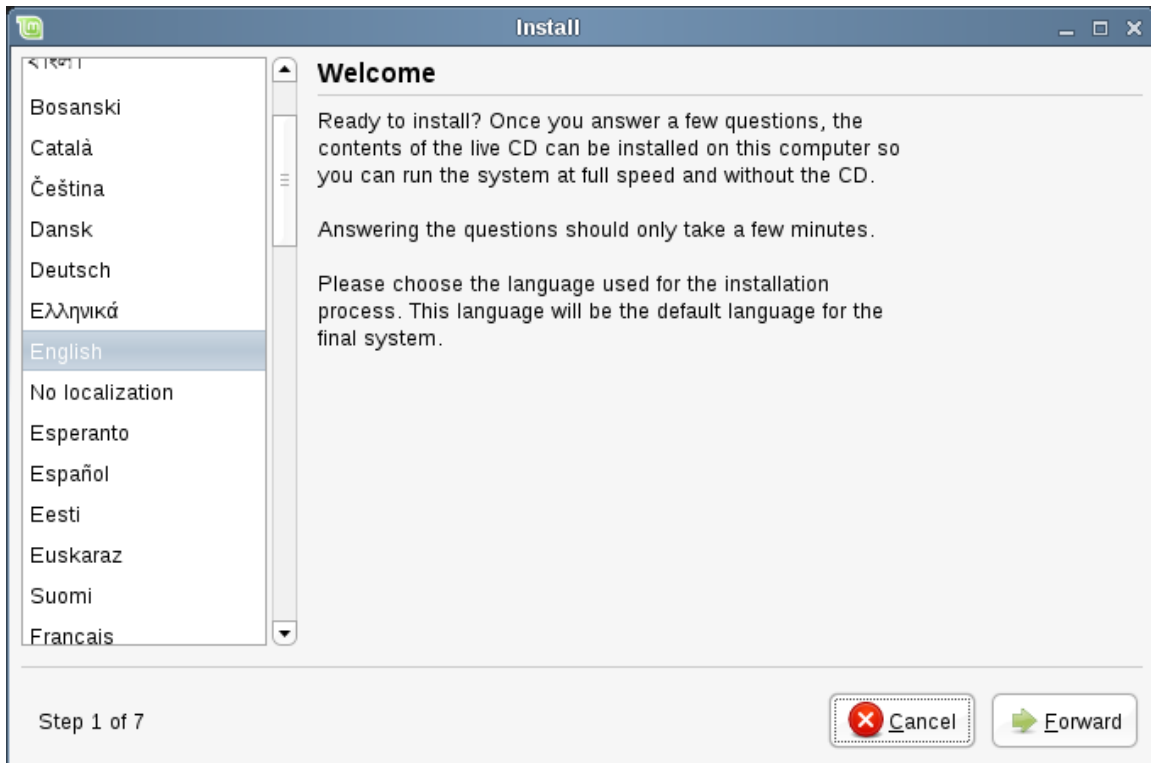 Install
বাংলা
Bosanski
Català
Čeština
Dansk
Deutsch
Ελληνικά
English
No localization
Esperanto
Español
Eesti
Euskaraz
Suomi
Français
Welcome
Ready to install? Once you answer a few questions, the
contents of the live CD can be installed on this computer so
you can run the system at full speed and without the CD.
Answering the questions should only take a few minutes.
Please choose the language used for the installation
process. This language will be the default language for the
final system.
Step 1 of 7
Cancel
Forward